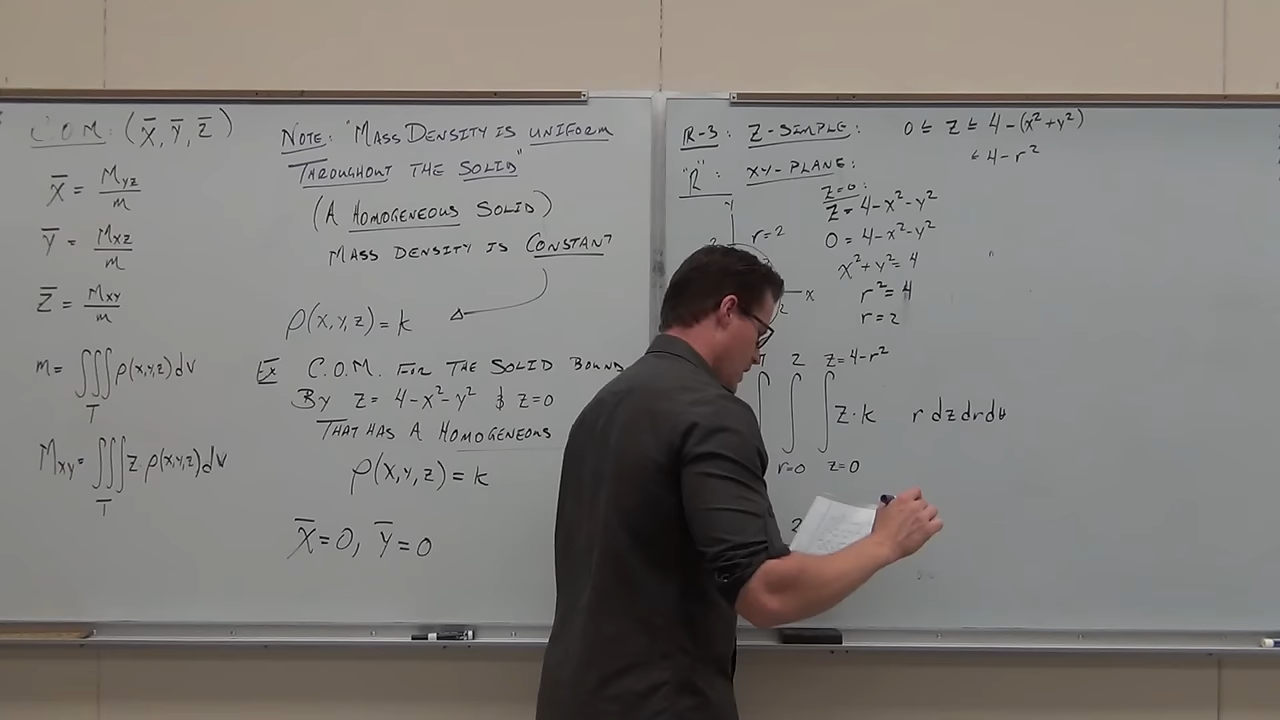 C.O.M: (X̄, Ȳ, Z̄)
X̄ = Myz/m
Ȳ = Mxz/m
Z̄ = Mxy/m
m = ∭ ρ(x,y,z) dV
T
Mxy = ∭ z ρ(x,y,z) dV
T
NOTE: "MASS DENSITY IS UNIFORM
THROUGHOUT THE SOLID"
(A HOMOGENEOUS SOLID)
MASS DENSITY IS CONSTANT
ρ(x,y,z) = k
EX C.O.M. FOR THE SOLID BOUND
BY Z = 4-x²-y² & z=0
THAT HAS A HOMOGENEOUS
ρ(x,y,z) = k
X̄=0, Ȳ=0
R-3: Z-SIMPLE: 0 ≤ z ≤ 4-(x²+y²)
≤ 4-r²
"R": XY-PLANE:
z=0:
Z = 4-x²-y²
y
r=2
0 = 4-x²-y²
2
x²+y²=4
x
r²=4
2
r=2
2 z=4-r²
∫ ∫ ∫ z·k r dz dr dθ
r=0 z=0
2